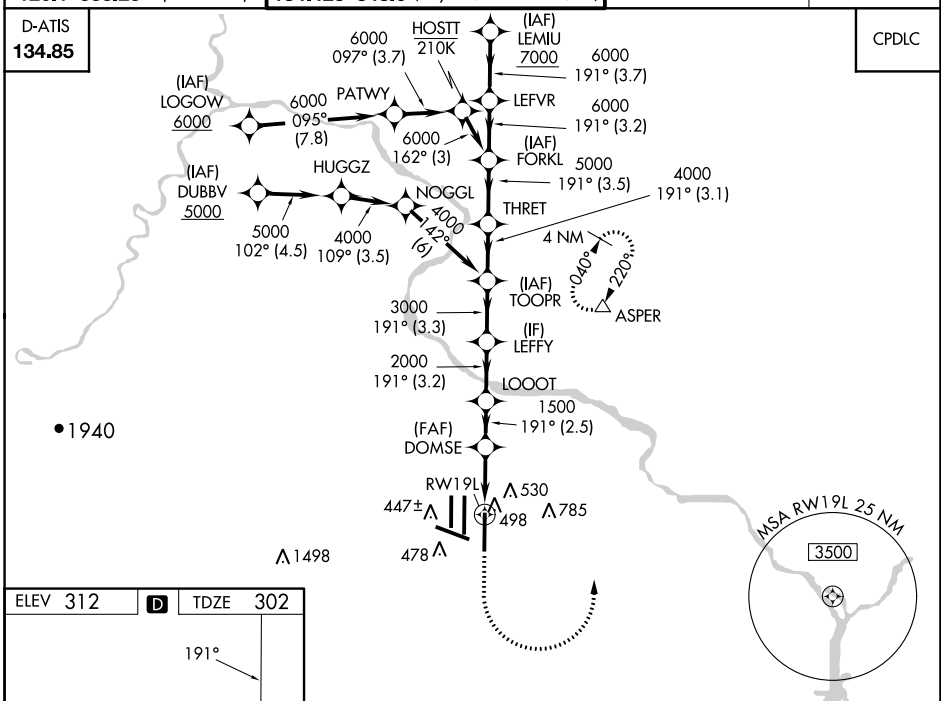 D-ATIS
134.85
CPDLC
HOSTT
210K
(IAF)
LEMIU
7000
6000
097° (3.7)
6000
191° (3.7)
(IAF)
LOGOW
6000
6000
095°
(7.8)
PATWY
LEFVR
6000
191° (3.2)
6000
162° (3)
(IAF)
FORKL
5000
191° (3.5)
4000
191° (3.1)
(IAF)
DUBBV
5000
HUGGZ
NOGGL
5000
102° (4.5)
4000
109° (3.5)
4000
142°
(6)
THRET
4 NM
040°
220°
ASPER
(IAF)
TOOPR
3000
191° (3.3)
(IF)
LEFFY
2000
191° (3.2)
LOOOT
1500
191° (2.5)
(FAF)
DOMSE
1940
RW19L
530
447±
498
785
478
1498
MSA RW19L 25 NM
3500
ELEV 312
D
TDZE 302
191°